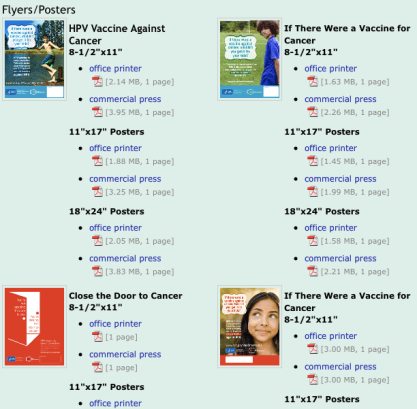 Flyers/Posters
HPV Vaccine Against
Cancer
8-1/2"x11"
office printer
[2.14 MB, 1 page]
commercial press
[3.95 MB, 1 page]
11"x17" Posters
office printer
[1.88 MB, 1 page]
commercial press
[3.25 MB, 1 page]
18"x24" Posters
office printer
[2.05 MB, 1 page]
commercial press
[3.83 MB, 1 page]
If There Were a Vaccine for
Cancer
8-1/2"x11"
office printer
[1.63 MB, 1 page]
commercial press
[2.26 MB, 1 page]
11"x17" Posters
office printer
[1.45 MB, 1 page]
commercial press
[1.99 MB, 1 page]
18"x24" Posters
office printer
[1.58 MB, 1 page]
commercial press
[2.21 MB, 1 page]
Close the Door to Cancer
8-1/2"x11"
office printer
[1 page]
commercial press
[1 page]
11"x17" Posters
office printer
If There Were a Vaccine for
Cancer
8-1/2"x11"
office printer
[3.00 MB, 1 page]
commercial press
[3.00 MB, 1 page]
11"x17" Posters